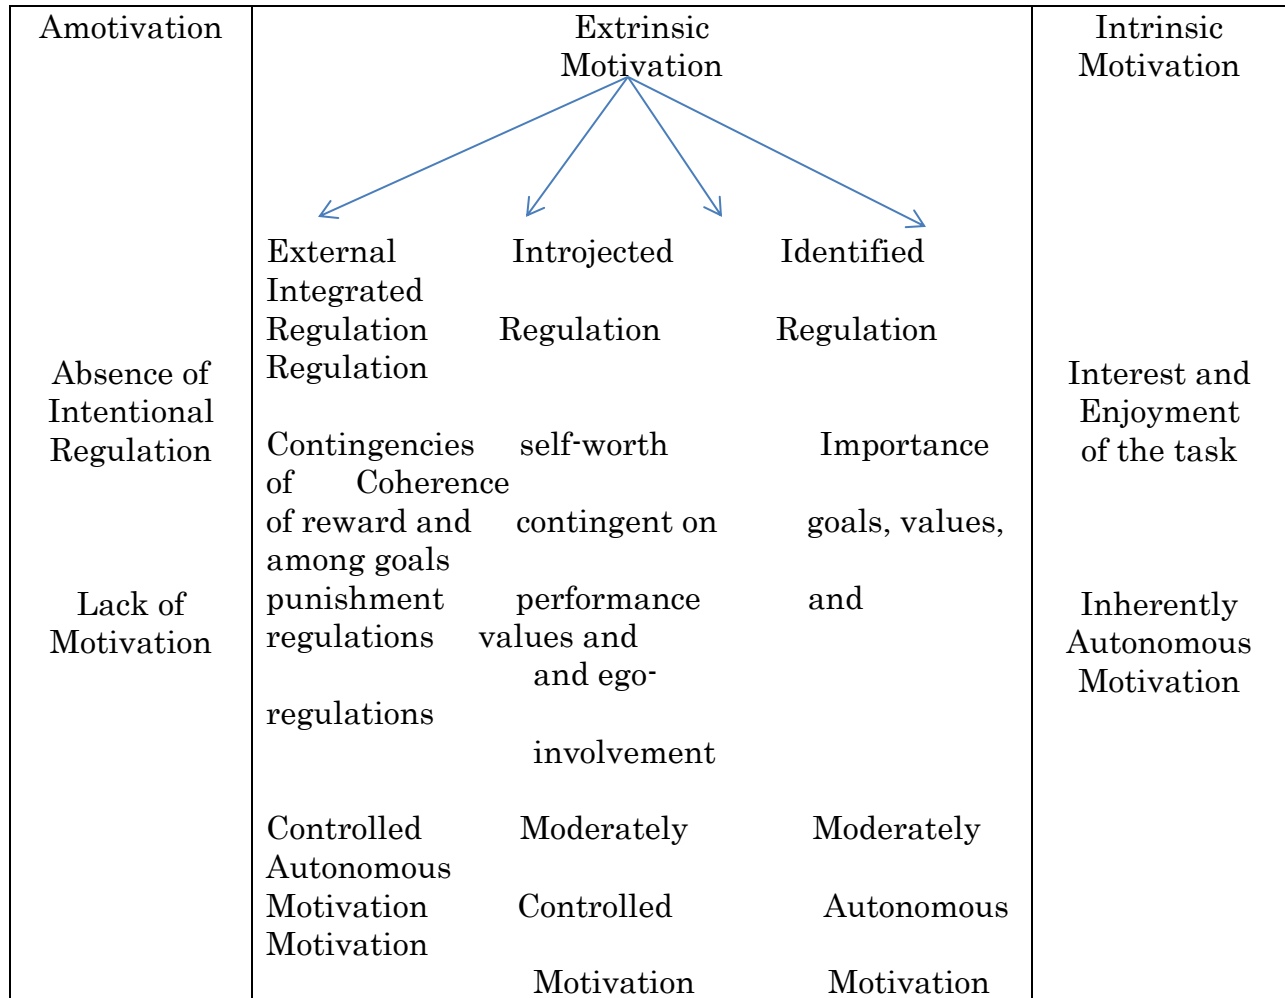 Amotivation
Absence of
Intentional
Regulation
Lack of
Motivation
Extrinsic
Motivation
External Introjected Identified
Integrated
Regulation Regulation Regulation
Regulation
Contingencies self-worth Importance
of Coherence
of reward and contingent on goals, values,
among goals
punishment performance and
regulations values and
and ego-
regulations
involvement
Controlled Moderately Moderately
Autonomous
Motivation Controlled Autonomous
Motivation
Motivation Motivation
Intrinsic
Motivation
Interest and
Enjoyment
of the task
Inherently
Autonomous
Motivation